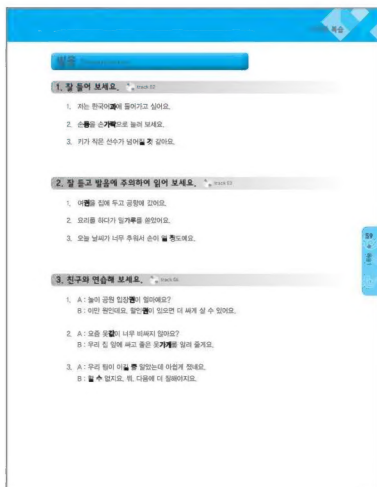 복습
발음 Pronunciation
1. 잘 들어 보세요. track 02
1. 저는 한국어과에 들어가고 싶어요.
2. 손등을 손가락으로 눌러 보세요.
3. 키가 작은 선수가 넘어질 것 같아요.
2. 잘 듣고 발음에 주의하여 읽어 보세요. track 03
1. 여권을 집에 두고 공항에 갔어요.
2. 요리를 하다가 밀가루를 쏟았어요.
3. 오늘 날씨가 너무 추워서 손이 얼 정도예요.
3. 친구와 연습해 보세요. track 04
1. A : 놀이 공원 입장권이 얼마예요?
B : 이만 원인데요, 할인권이 있으면 더 싸게 살 수 있어요.
2. A : 요즘 옷값이 너무 비싸지 않아요?
B : 우리 집 앞에 싸고 좋은 옷가게를 알려 줄게요.
3. A : 우리 팀이 이길 줄 알았는데 아쉽게 졌네요.
B : 할 수 없지요, 뭐. 다음에 더 잘해야지요.
59